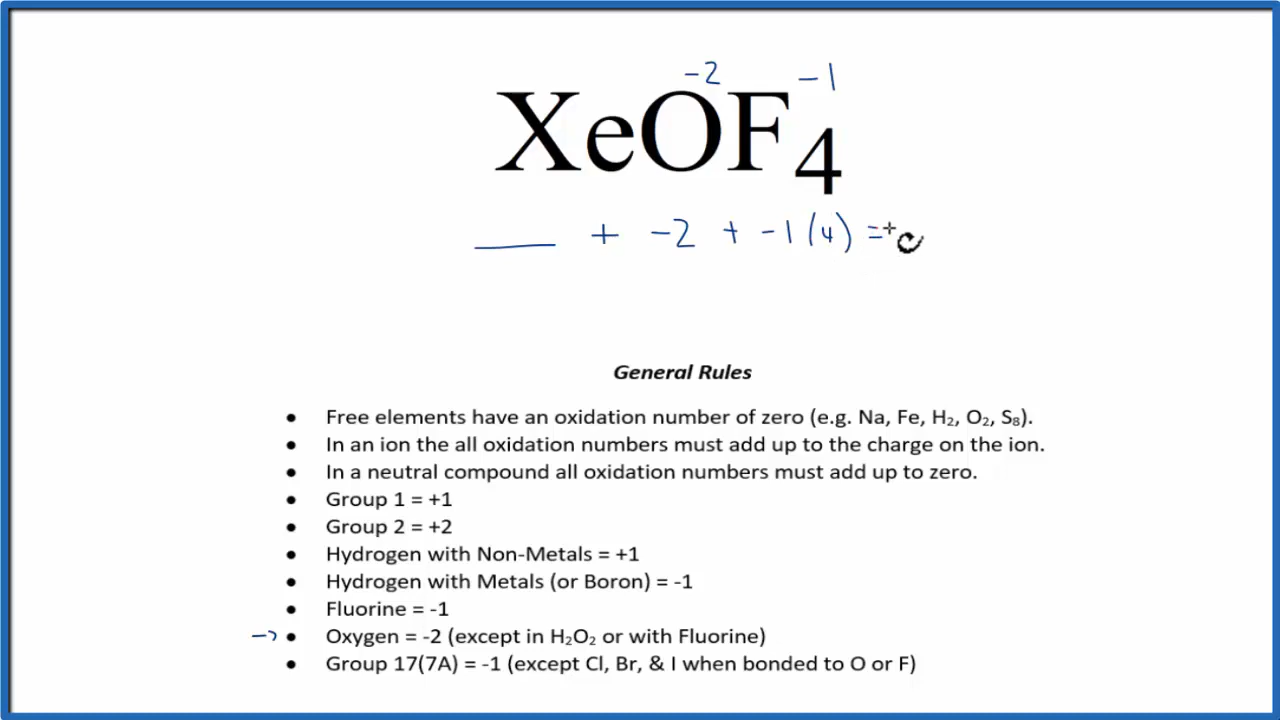 -2 -1
XeOF₄
___ + -2 + -1(4) =
General Rules
• Free elements have an oxidation number of zero (e.g. Na, Fe, H₂, O₂, S₈).
• In an ion the all oxidation numbers must add up to the charge on the ion.
• In a neutral compound all oxidation numbers must add up to zero.
• Group 1 = +1
• Group 2 = +2
• Hydrogen with Non-Metals = +1
• Hydrogen with Metals (or Boron) = -1
• Fluorine = -1
→ • Oxygen = -2 (except in H₂O₂ or with Fluorine)
• Group 17(7A) = -1 (except Cl, Br, & I when bonded to O or F)